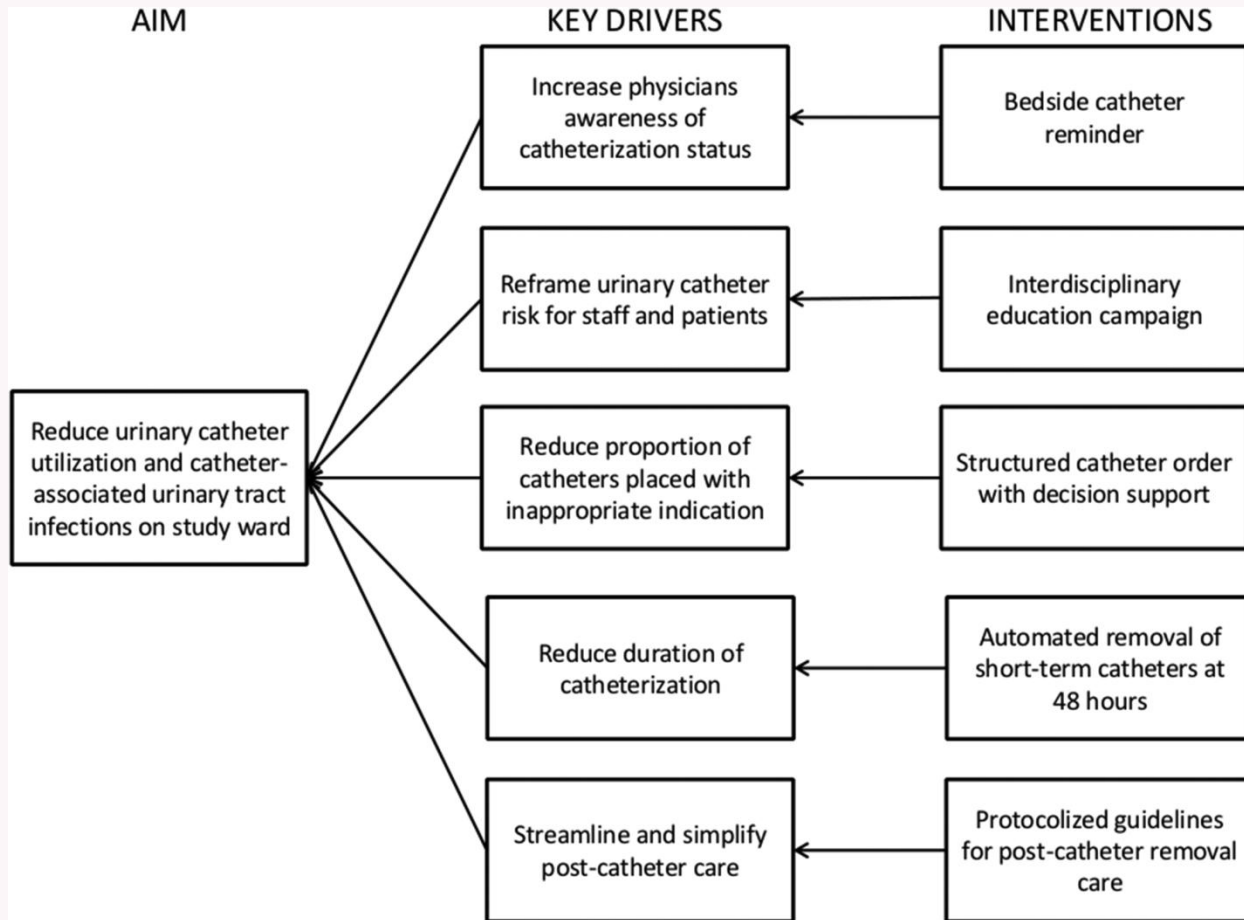 AIM
KEY DRIVERS
INTERVENTIONS
Increase physicians
awareness of
catheterization status
Bedside catheter
reminder
Reframe urinary catheter
risk for staff and patients
Interdisciplinary
education campaign
Reduce urinary catheter
utilization and catheter-
associated urinary tract
infections on study ward
Reduce proportion of
catheters placed with
inappropriate indication
Structured catheter order
with decision support
Reduce duration of
catheterization
Automated removal of
short-term catheters at
48 hours
Streamline and simplify
post-catheter care
Protocolized guidelines
for post-catheter removal
care